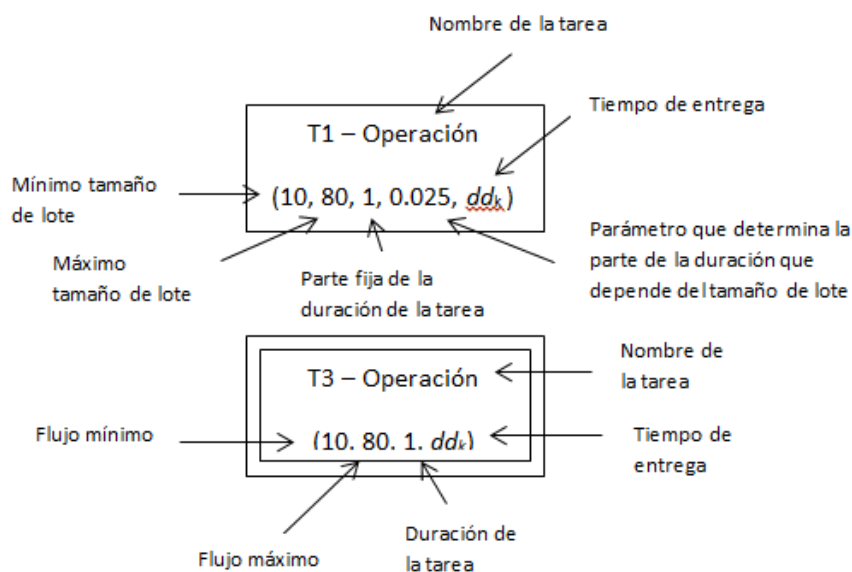 Nombre de la tarea
Tiempo de entrega
T1 – Operación
Mínimo tamaño
de lote
(10, 80, 1, 0.025, ddk)
Máximo
tamaño de lote
Parte fija de la
duración de la tarea
Parámetro que determina la
parte de la duración que
depende del tamaño de lote
T3 – Operación
Nombre de
la tarea
Flujo mínimo
(10. 80. 1. ddk)
Tiempo de
entrega
Flujo máximo
Duración de
la tarea